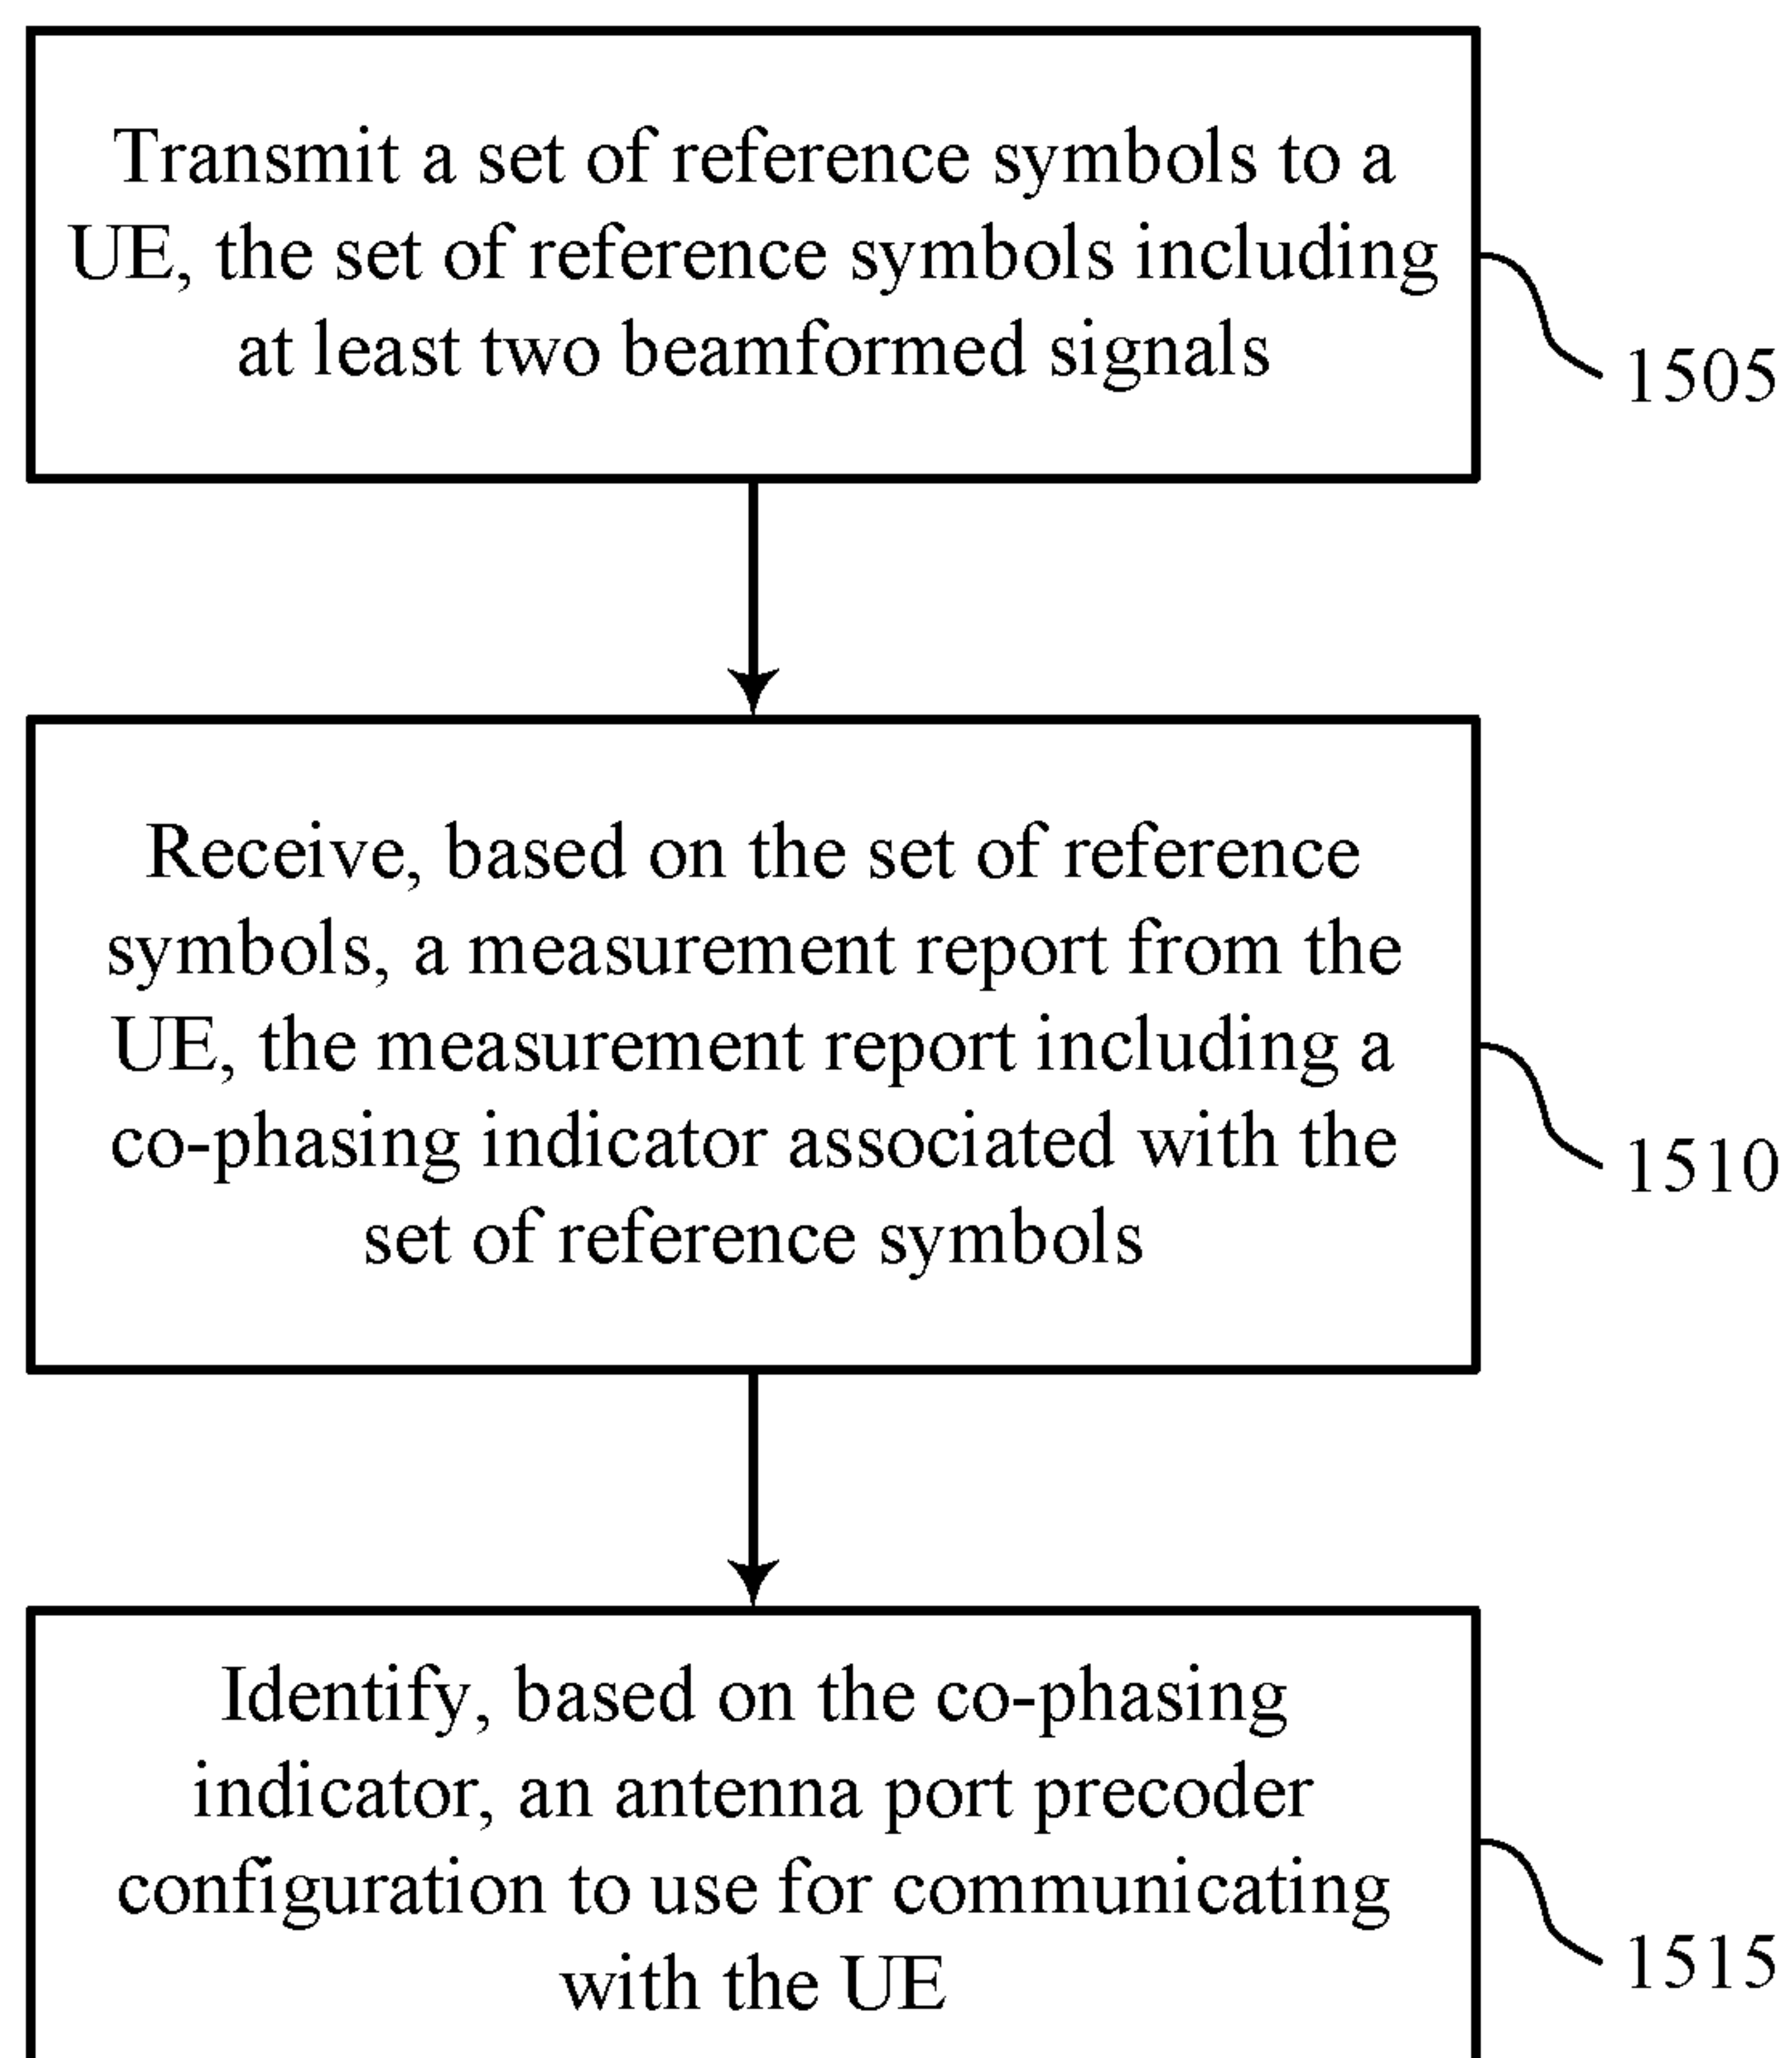 Transmit a set of reference symbols to a
UE, the set of reference symbols including
at least two beamformed signals
1505
Receive, based on the set of reference
symbols, a measurement report from the
UE, the measurement report including a
co-phasing indicator associated with the
set of reference symbols
1510
Identify, based on the co-phasing
indicator, an antenna port precoder
configuration to use for communicating
with the UE
1515